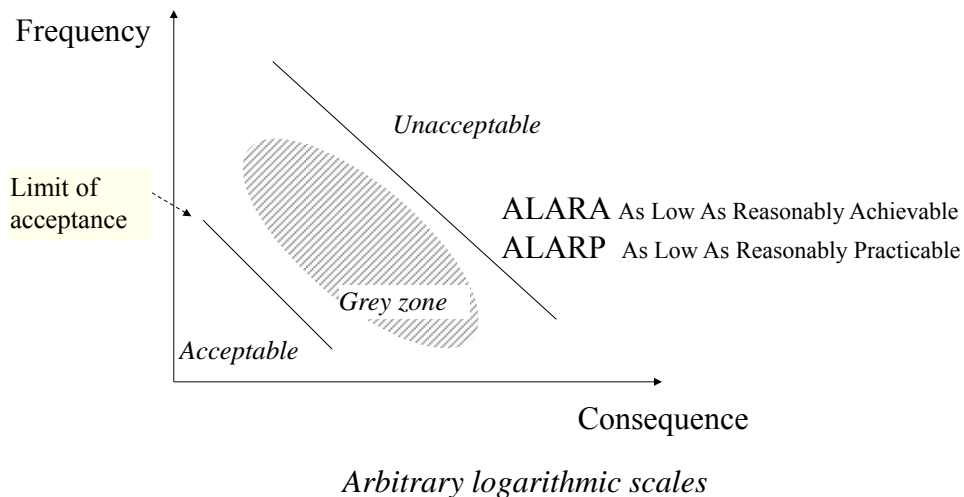 Frequency
Unacceptable
Limit of
acceptance
ALARA As Low As Reasonably Achievable
ALARP As Low As Reasonably Practicable
Grey zone
Acceptable
Consequence
Arbitrary logarithmic scales